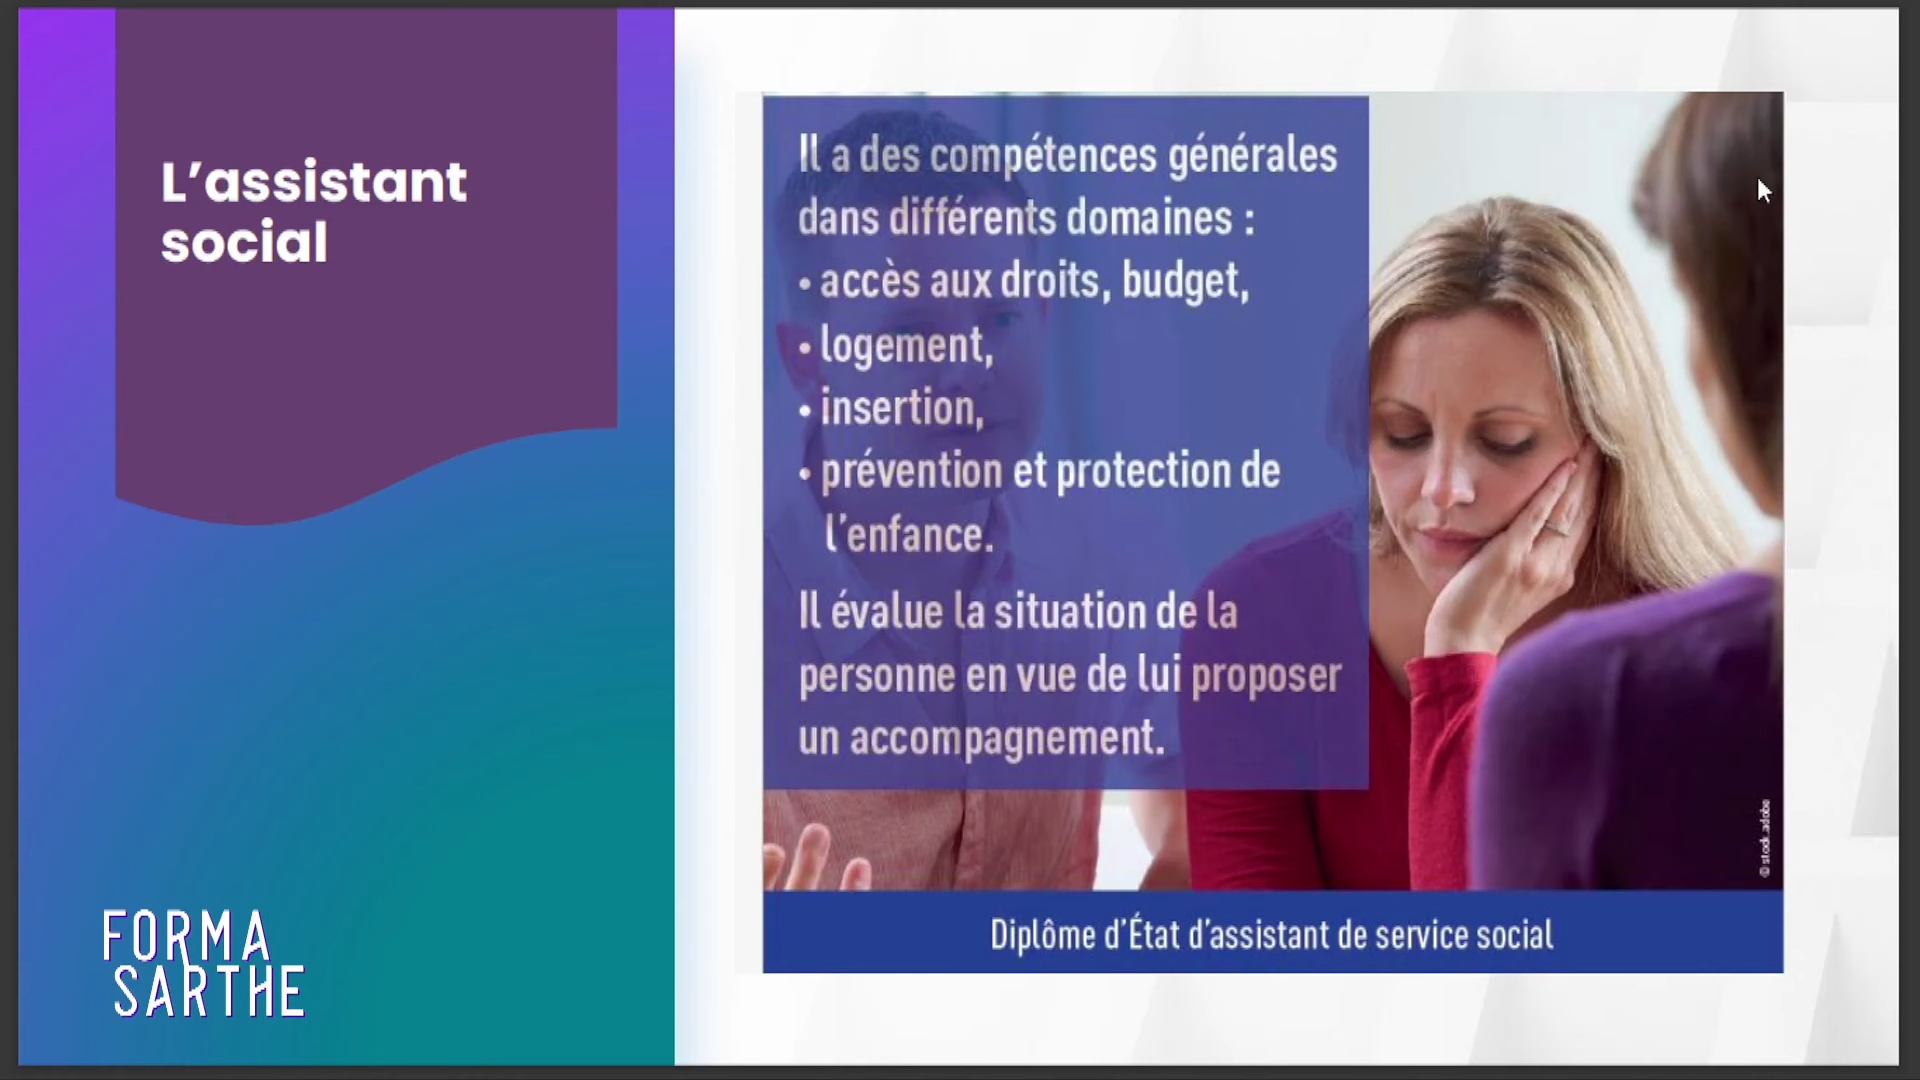 L’assistant
social
Il a des compétences générales
dans différents domaines :
• accès aux droits, budget,
• logement,
• insertion,
• prévention et protection de
l’enfance.
Il évalue la situation de la
personne en vue de lui proposer
un accompagnement.
© stock.adobe
Diplôme d’État d’assistant de service social
FORMA
SARTHE